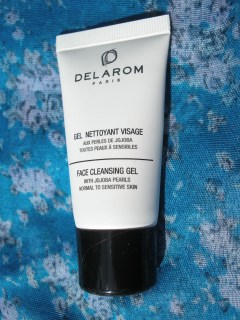 DELAROM
PARIS
GEL NETTOYANT VISAGE
AUX PERLES DE JOJOBA
TOUTES PEAUX À SENSIBLES
FACE CLEANSING GEL
WITH JOJOBA PEARLS
NORMAL TO SENSITIVE SKIN